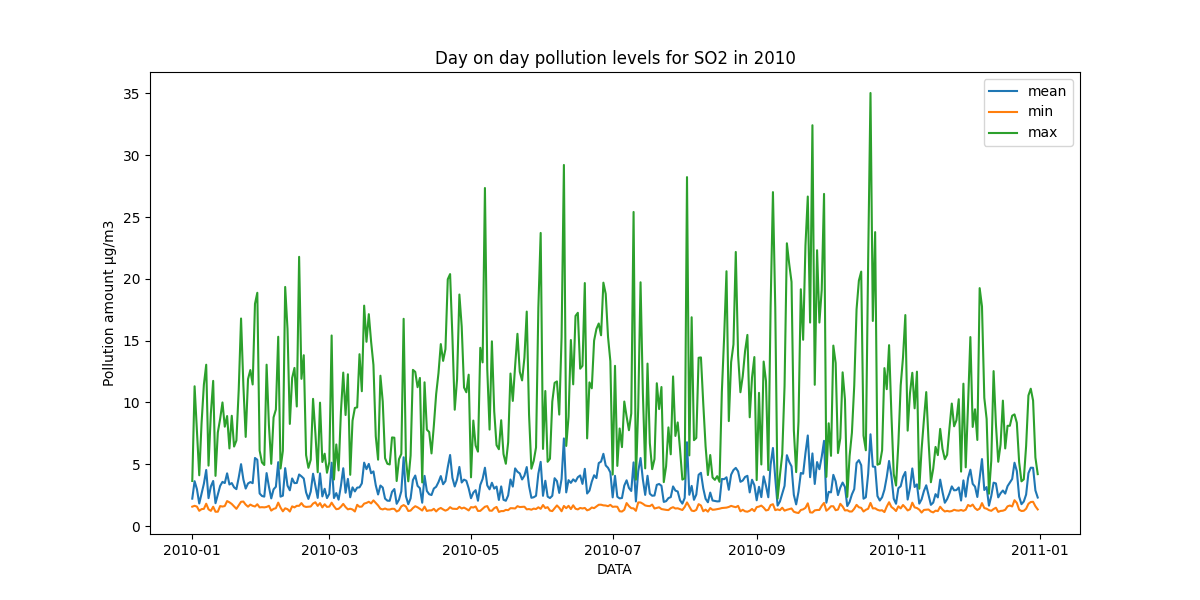 Day on day pollution levels for SO2 in 2010
35
30
25
20
15
10
5
0
Pollution amount µg/m3
mean
min
max
2010-01
2010-03
2010-05
2010-07
2010-09
2010-11
2011-01
DATA